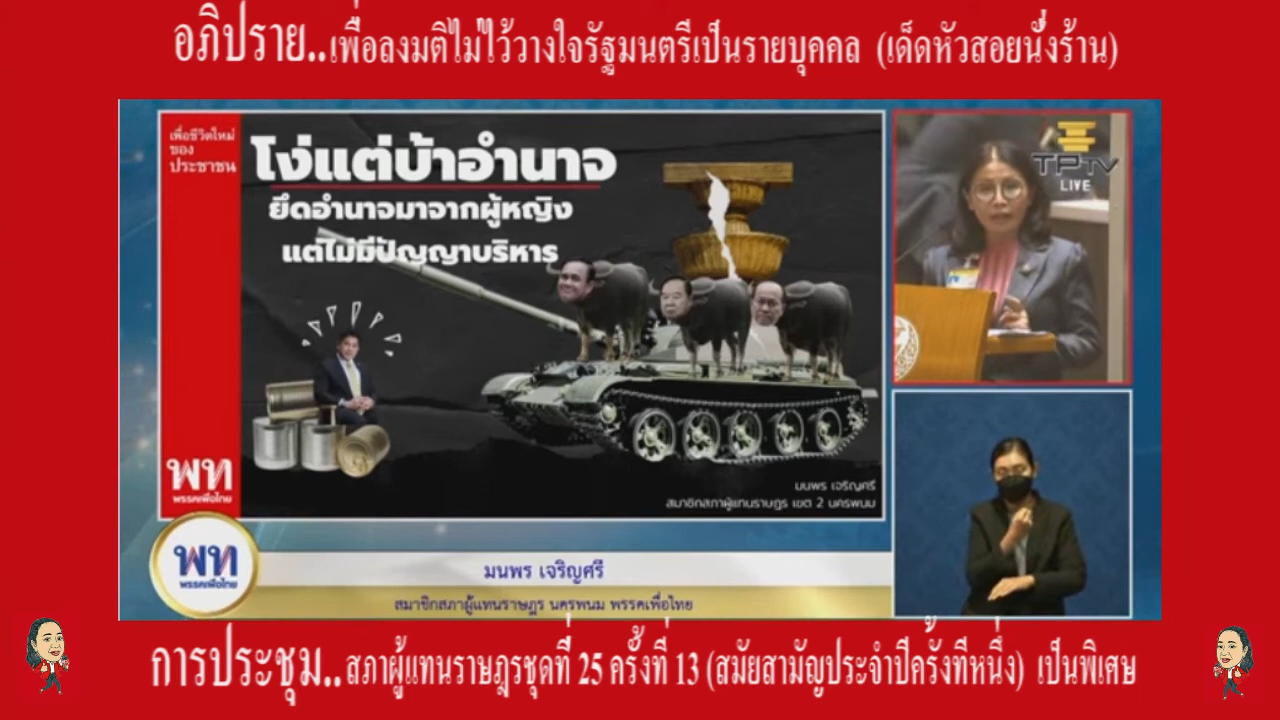 อภิปราย..เพื่อลงมติไม่ไว้วางใจรัฐมนตรีเป็นรายบุคคล (เด็ดหัวสอยนั่งร้าน)
เพื่อชีวิตใหม่
ของ
ประชาชน
โง่แต่บ้าอำนาจ
ยึดอำนาจมาจากผู้หญิง
แต่ไม่มีปัญญาบริหาร
TPTV
LIVE
พท
พรรคเพื่อไทย
มนพร เจริญศรี
สมาชิกสภาผู้แทนราษฎร เขต 2 นครพนม
พท
พรรคเพื่อไทย
มนพร เจริญศรี
สมาชิกสภาผู้แทนราษฎร นครพนม พรรคเพื่อไทย
การประชุม..สภาผู้แทนราษฎรชุดที่ 25 ครั้งที่ 13 (สมัยสามัญประจำปีครั้งที่หนึ่ง) เป็นพิเศษ